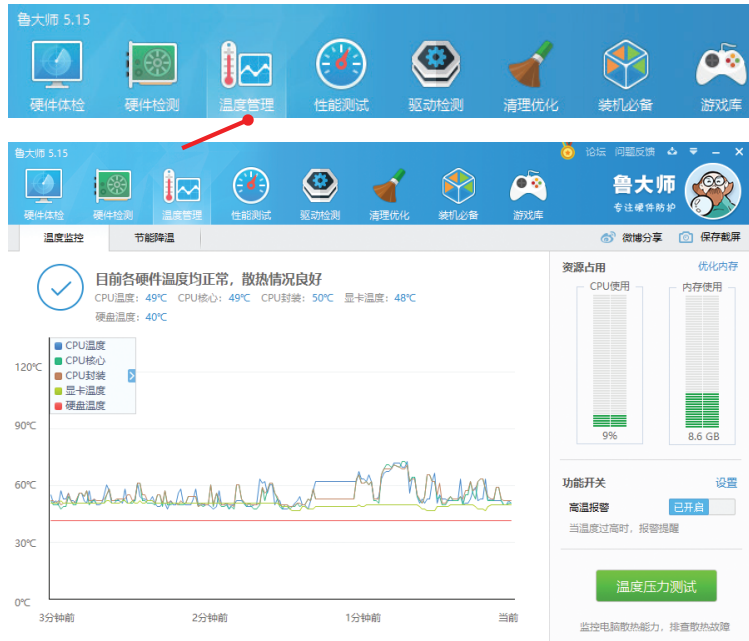 鲁大师 5.15
硬件体检 硬件检测 温度管理 性能测试 驱动检测 清理优化 装机必备 游戏库
鲁大师 5.15 论坛 问题反馈
硬件体检 硬件检测 温度管理 性能测试 驱动检测 清理优化 装机必备 游戏库
鲁大师
专注硬件防护
温度监控 节能降温 微博分享 保存截屏
目前各硬件温度均正常，散热情况良好
CPU温度：49℃ CPU核心：49℃ CPU封装：50℃ 显卡温度：48℃
硬盘温度：40℃
CPU温度
CPU核心
CPU封装
显卡温度
硬盘温度
120℃
90℃
60℃
30℃
0℃
3分钟前 2分钟前 1分钟前 当前
资源占用 优化内存
CPU使用 内存使用
9% 8.6 GB
功能开关 设置
高温报警 已开启
当温度过高时，报警提醒
温度压力测试
监控电脑散热能力，排查散热故障